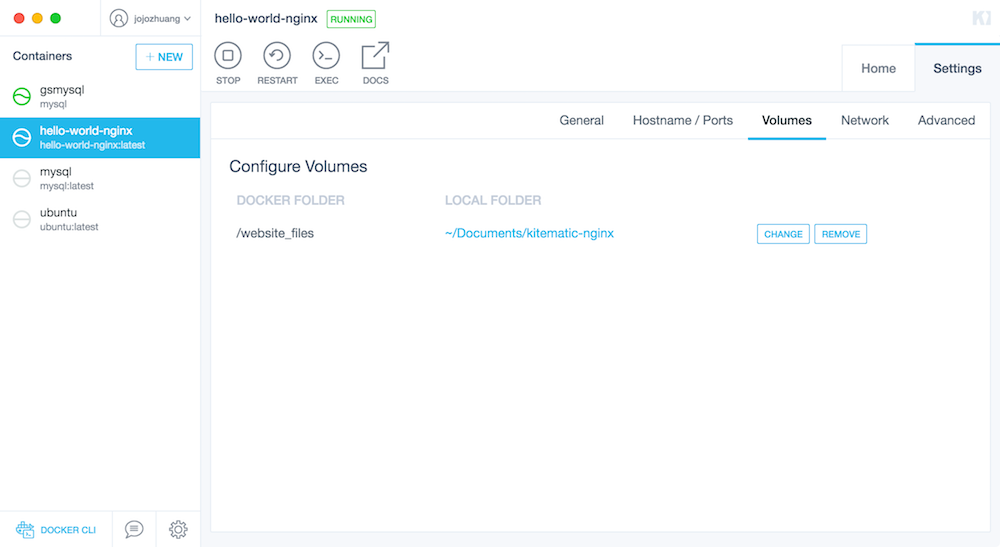 jojozhuang
hello-world-nginx RUNNING
Containers
+ NEW
STOP RESTART EXEC DOCS
Home Settings
gsmysql
mysql
hello-world-nginx
hello-world-nginx:latest
mysql
mysql:latest
ubuntu
ubuntu:latest
General Hostname / Ports Volumes Network Advanced
Configure Volumes
DOCKER FOLDER LOCAL FOLDER
/website_files ~/Documents/kitematic-nginx CHANGE REMOVE
DOCKER CLI